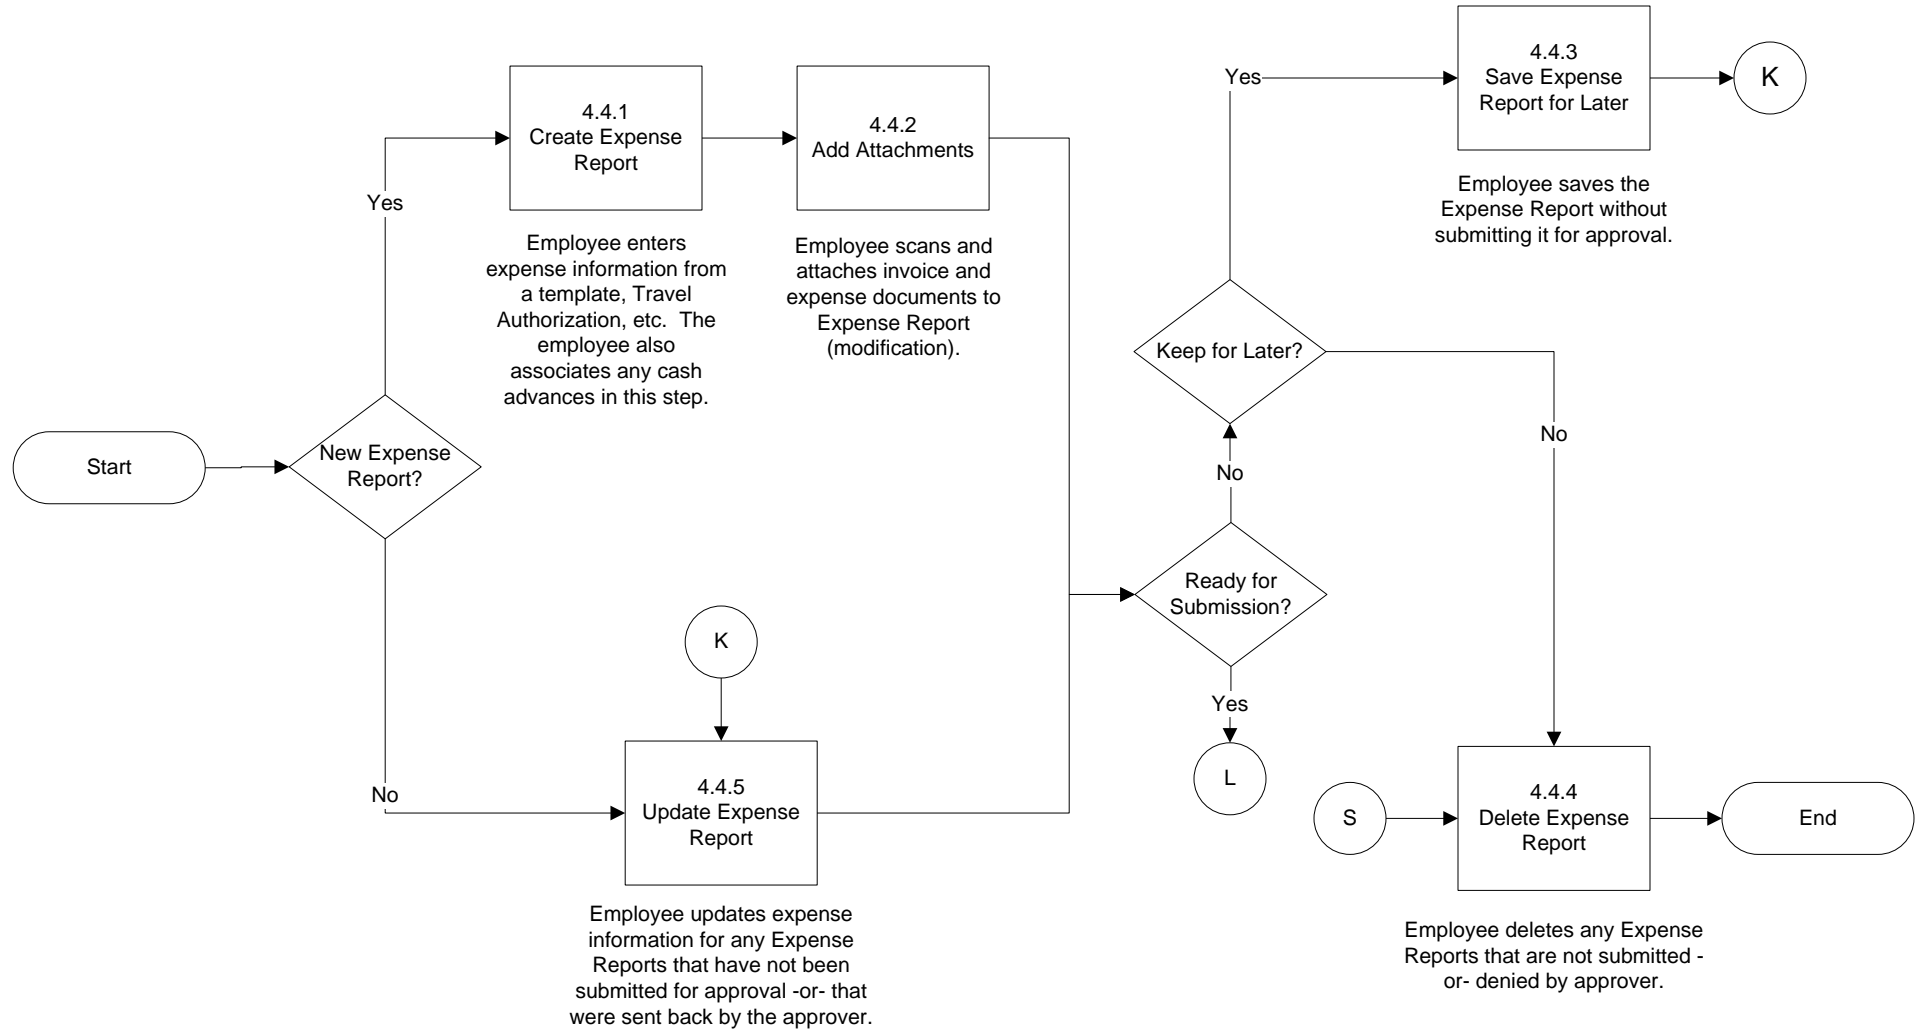 Start
New Expense
Report?
Yes
4.4.1
Create Expense
Report
Employee enters
expense information from
a template, Travel
Authorization, etc.  The
employee also
associates any cash
advances in this step.
4.4.2
Add Attachments
Employee scans and
attaches invoice and
expense documents to
Expense Report
(modification).
No
K
4.4.5
Update Expense
Report
Employee updates expense
information for any Expense
Reports that have not been
submitted for approval -or- that
were sent back by the approver.
Ready for
Submission?
Yes
L
No
Keep for Later?
Yes
4.4.3
Save Expense
Report for Later
Employee saves the
Expense Report without
submitting it for approval.
K
No
S
4.4.4
Delete Expense
Report
Employee deletes any Expense
Reports that are not submitted -
or- denied by approver.
End